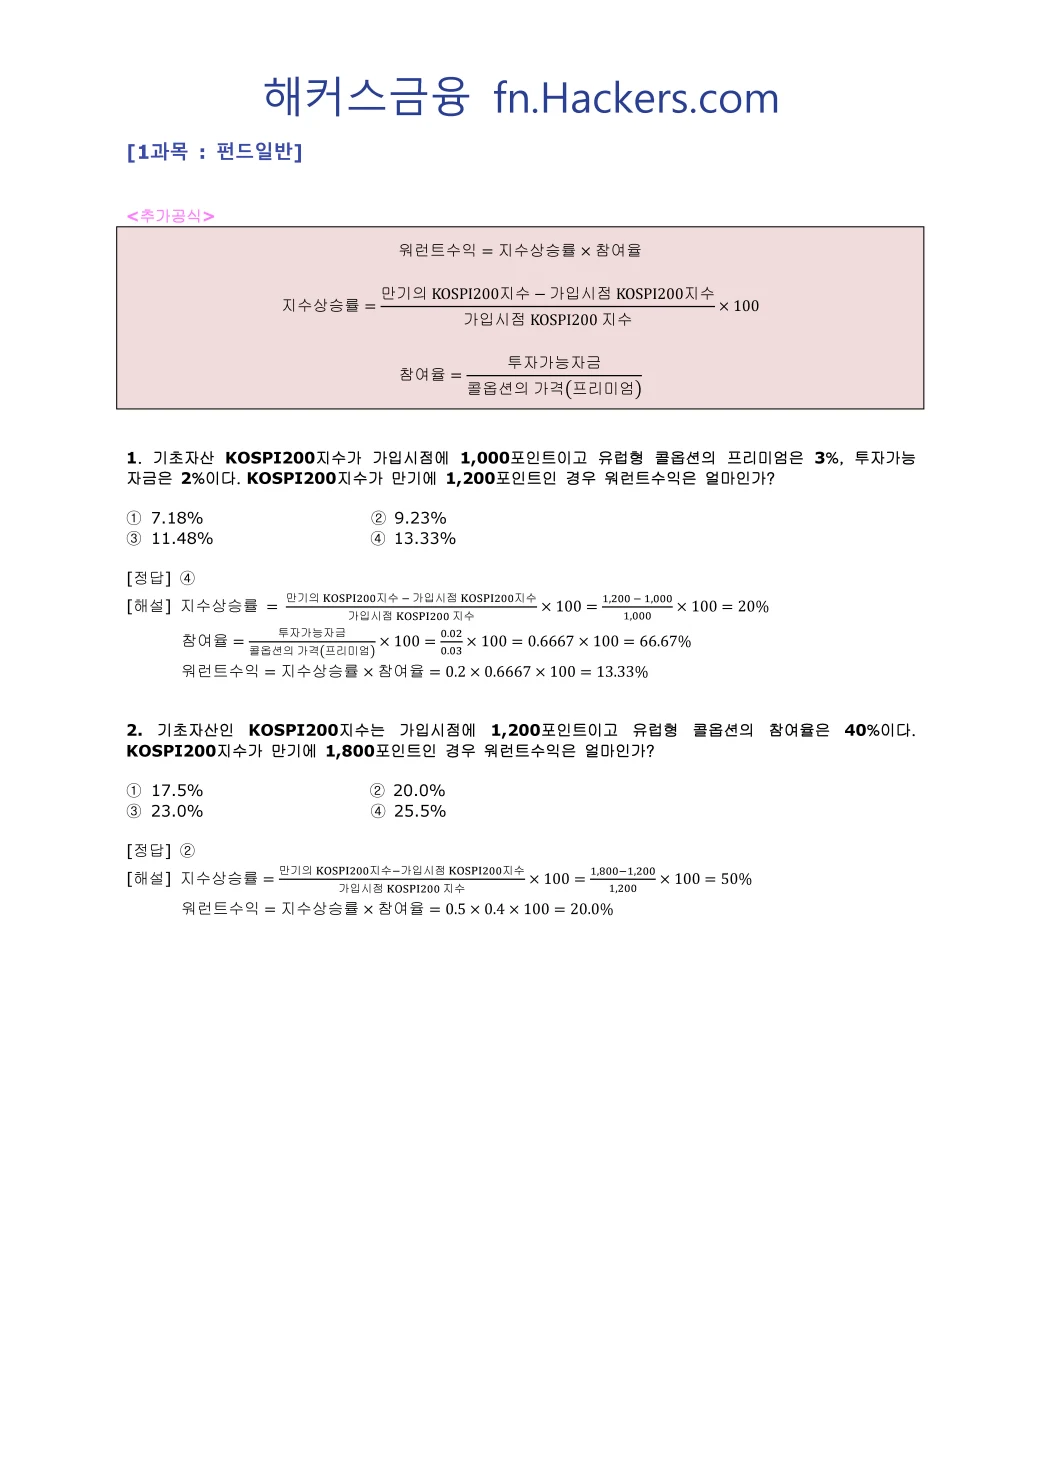 해커스금융 fn.Hackers.com
[1과목 : 펀드일반]
<추가공식>
워런트수익 = 지수상승률 × 참여율
지수상승률 = 만기의 KOSPI200지수 − 가입시점 KOSPI200지수 / 가입시점 KOSPI200 지수 × 100
참여율 = 투자가능자금 / 콜옵션의 가격(프리미엄)
1. 기초자산 KOSPI200지수가 가입시점에 1,000포인트이고 유럽형 콜옵션의 프리미엄은 3%, 투자가능
자금은 2%이다. KOSPI200지수가 만기에 1,200포인트인 경우 워런트수익은 얼마인가?
① 7.18% ② 9.23%
③ 11.48% ④ 13.33%
[정답] ④
[해설] 지수상승률 = 만기의 KOSPI200지수 − 가입시점 KOSPI200지수 / 가입시점 KOSPI200 지수 × 100 = 1,200 − 1,000 / 1,000 × 100 = 20%
참여율 = 투자가능자금 / 콜옵션의 가격(프리미엄) × 100 = 0.02 / 0.03 × 100 = 0.6667 × 100 = 66.67%
워런트수익 = 지수상승률 × 참여율 = 0.2 × 0.6667 × 100 = 13.33%
2. 기초자산인 KOSPI200지수는 가입시점에 1,200포인트이고 유럽형 콜옵션의 참여율은 40%이다.
KOSPI200지수가 만기에 1,800포인트인 경우 워런트수익은 얼마인가?
① 17.5% ② 20.0%
③ 23.0% ④ 25.5%
[정답] ②
[해설] 지수상승률 = 만기의 KOSPI200지수−가입시점 KOSPI200지수 / 가입시점 KOSPI200 지수 × 100 = 1,800−1,200 / 1,200 × 100 = 50%
워런트수익 = 지수상승률 × 참여율 = 0.5 × 0.4 × 100 = 20.0%